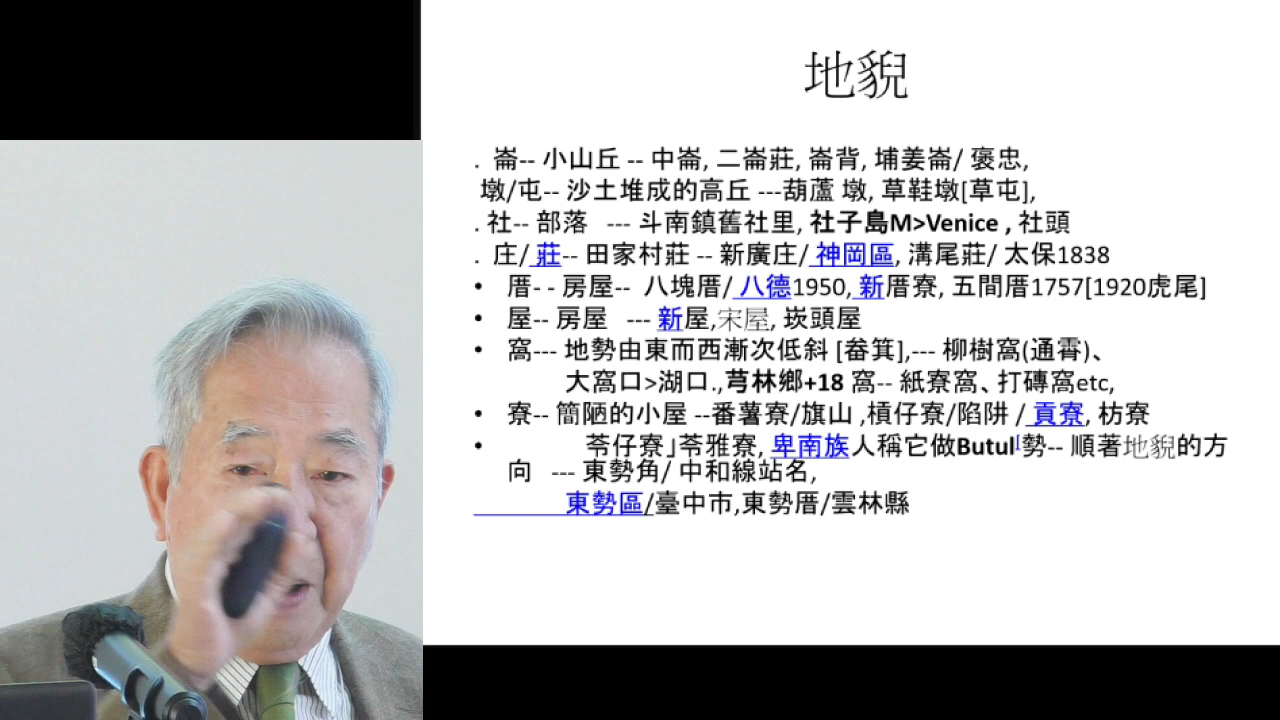 地貌
. 崙-- 小山丘 -- 中崙, 二崙莊, 崙背, 埔姜崙/ 褒忠,
墩/屯-- 沙土堆成的高丘 ---葫蘆 墩, 草鞋墩[草屯],
. 社-- 部落 --- 斗南鎮舊社里, 社子島M>Venice , 社頭
. 庄/ 莊-- 田家村莊 -- 新廣庄/ 神岡區, 溝尾莊/ 太保1838
• 厝- - 房屋-- 八塊厝/ 八德1950, 新厝寮, 五間厝1757[1920虎尾]
• 屋-- 房屋 --- 新屋,宋屋, 崁頭屋
• 窩--- 地勢由東而西漸次低斜 [畚箕],--- 柳樹窩(通霄)、
大窩口>湖口.,芎林鄉+18 窩-- 紙寮窩、打磚窩etc,
• 寮-- 簡陋的小屋 --番薯寮/旗山 ,槓仔寮/陷阱 / 貢寮, 枋寮
• 苓仔寮」苓雅寮, 卑南族人稱它做Butul[勢-- 順著地貌的方
向 --- 東勢角/ 中和線站名,
東勢區/臺中市,東勢厝/雲林縣